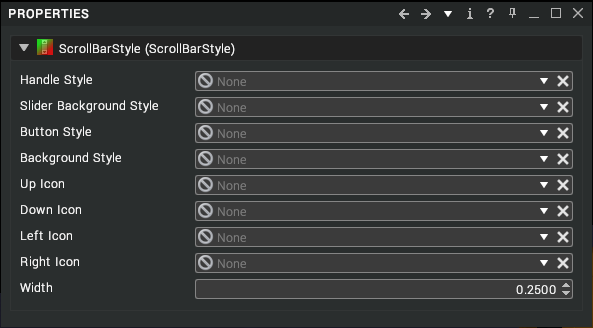 PROPERTIES
ScrollBarStyle (ScrollBarStyle)
Handle Style None
Slider Background Style None
Button Style None
Background Style None
Up Icon None
Down Icon None
Left Icon None
Right Icon None
Width 0.2500